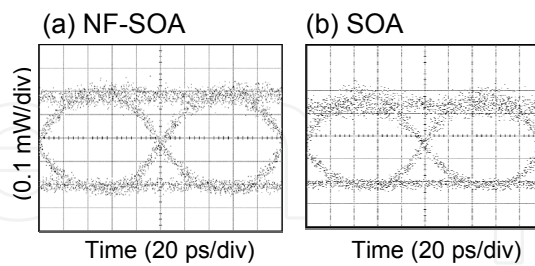 (a) NF-SOA
(b) SOA
(0.1 mW/div)
Time (20 ps/div)
Time (20 ps/div)